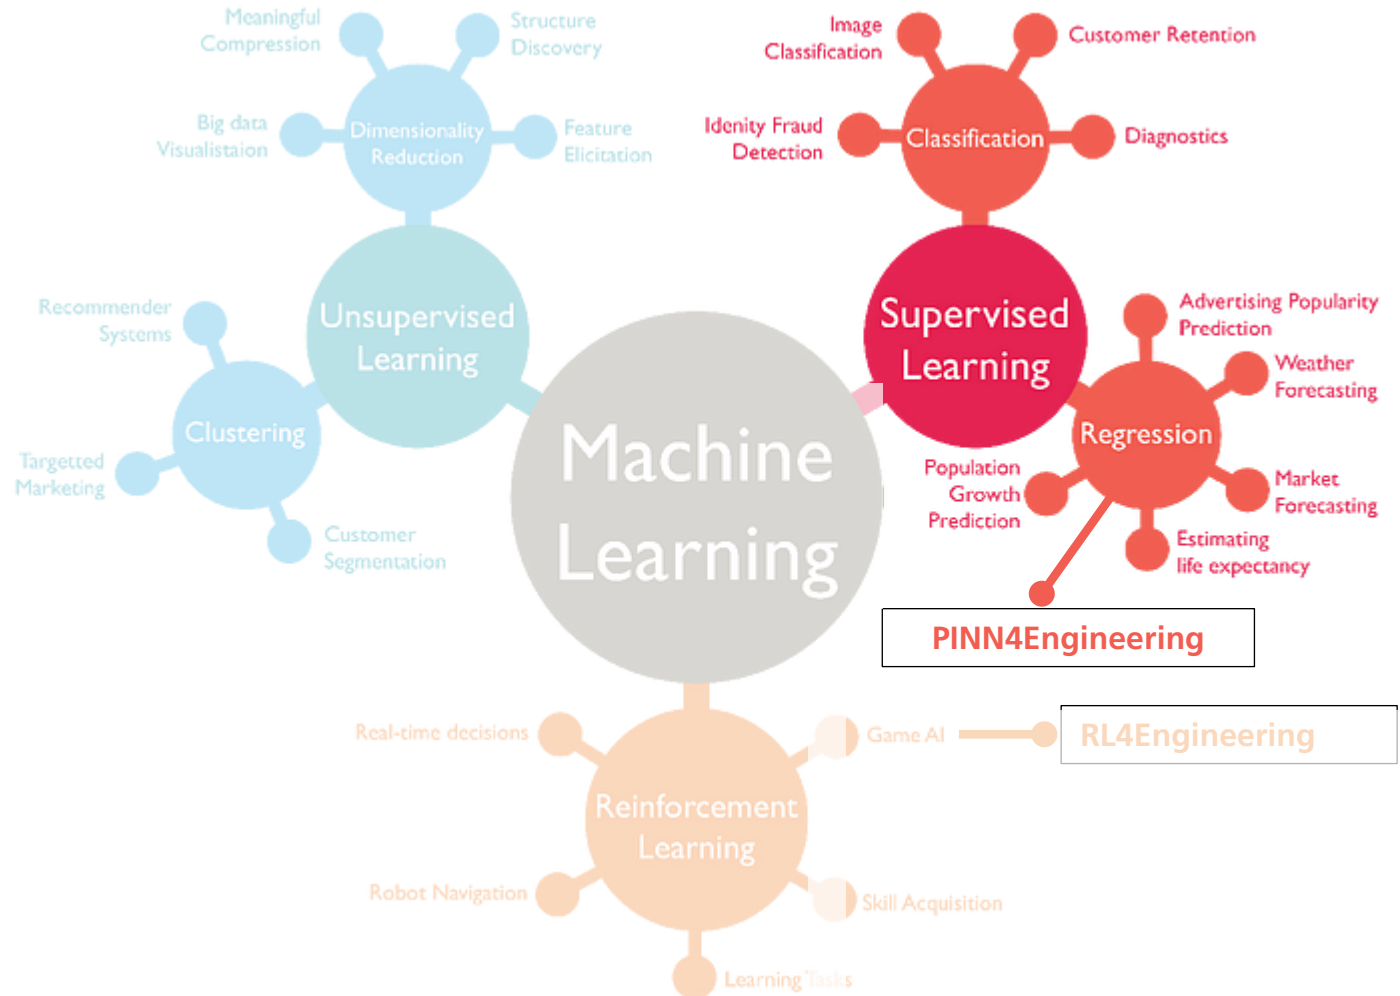 Meaningful
Compression
Structure
Discovery
Big data
Visualistaion
Dimensionality
Reduction
Feature
Elicitation
Image
Classification
Customer Retention
Idenity Fraud
Detection
Classification
Diagnostics
Unsupervised
Learning
Recommender
Systems
Clustering
Targetted
Marketing
Customer
Segmentation
Supervised
Learning
Advertising Popularity
Prediction
Weather
Forecasting
Regression
Population
Growth
Prediction
Market
Forecasting
Estimating
life expectancy
Machine
Learning
PINN4Engineering
Real-time decisions
Game AI
RL4Engineering
Reinforcement
Learning
Robot Navigation
Skill Acquisition
Learning Tasks